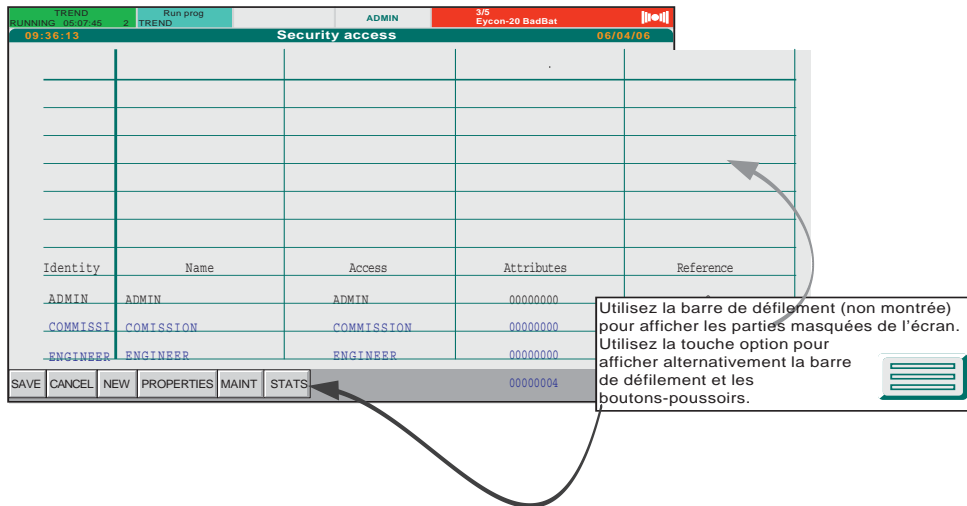 TREND
RUNNING 05:07:45 2
Run prog
TREND
ADMIN
3/5
Eycon-20 BadBat
09:36:13 Security access 06/04/06
Identity Name Access Attributes Reference
ADMIN ADMIN ADMIN 00000000
COMMISSI COMISSION COMMISSION 00000000
ENGINEER ENGINEER ENGINEER 00000000
00000004
SAVE CANCEL NEW PROPERTIES MAINT STATS
Utilisez la barre de défilement (non montrée)
pour afficher les parties masquées de l’écran.
Utilisez la touche option pour
afficher alternativement la barre
de défilement et les
boutons-poussoirs.